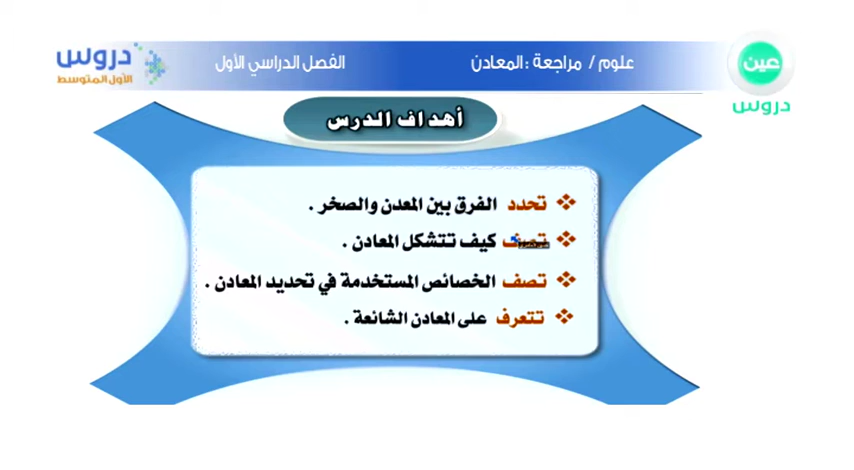 علوم / مراجعة : المعادن
الفصل الدراسي الأول
دروس
الأول المتوسط
عين
دروس
أهداف الدرس
تحدد الفرق بين المعدن والصخر .
تصف كيف تتشكل المعادن .
تصف الخصائص المستخدمة في تحديد المعادن .
تتعرف على المعادن الشائعة .